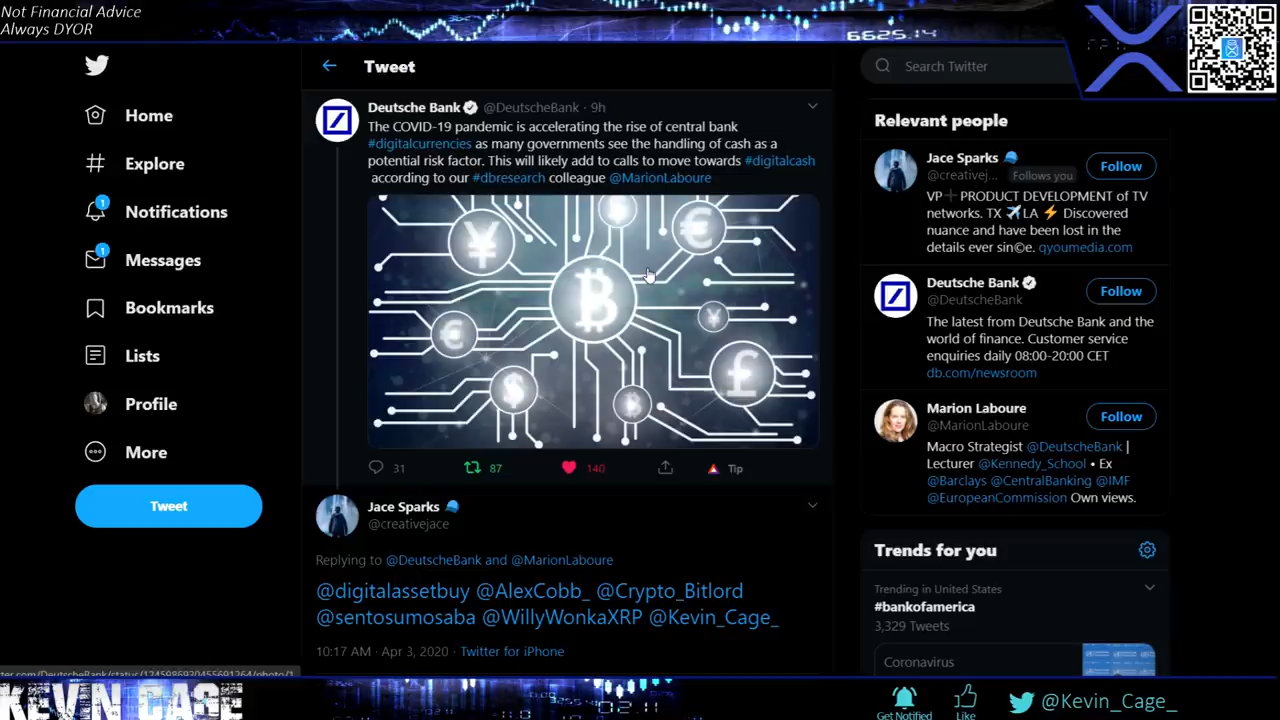 Not Financial Advice
Always DYOR
6625.14
Home
Explore
1
Notifications
1
Messages
Bookmarks
Lists
Profile
More
Tweet
Tweet
Deutsche Bank @DeutscheBank · 9h
The COVID-19 pandemic is accelerating the rise of central bank
#digitalcurrencies as many governments see the handling of cash as a
potential risk factor. This will likely add to calls to move towards #digitalcash
according to our #dbresearch colleague @MarionLaboure
31
87
140
Tip
Jace Sparks
@creativejace
Replying to @DeutscheBank and @MarionLaboure
@digitalassetbuy @AlexCobb_ @Crypto_Bitlord
@sentosumosaba @WillyWonkaXRP @Kevin_Cage_
10:17 AM · Apr 3, 2020 · Twitter for iPhone
Search Twitter
Relevant people
Jace Sparks
@creativej... Follows you
Follow
VP + PRODUCT DEVELOPMENT of TV
networks. TX ✈️LA ⚡ Discovered
nuance and have been lost in the
details ever sin©e. qyoumedia.com
Deutsche Bank
@DeutscheBank
Follow
The latest from Deutsche Bank and the
world of finance. Customer service
enquiries daily 08:00-20:00 CET
db.com/newsroom
Marion Laboure
@MarionLaboure
Follow
Macro Strategist @DeutscheBank |
Lecturer @Kennedy_School • Ex
@Barclays @CentralBanking @IMF
@EuropeanCommission Own views.
Trends for you
Trending in United States
#bankofamerica
3,329 Tweets
Coronavirus
KEVIN CAGE
Get Notified
Like
@Kevin_Cage_